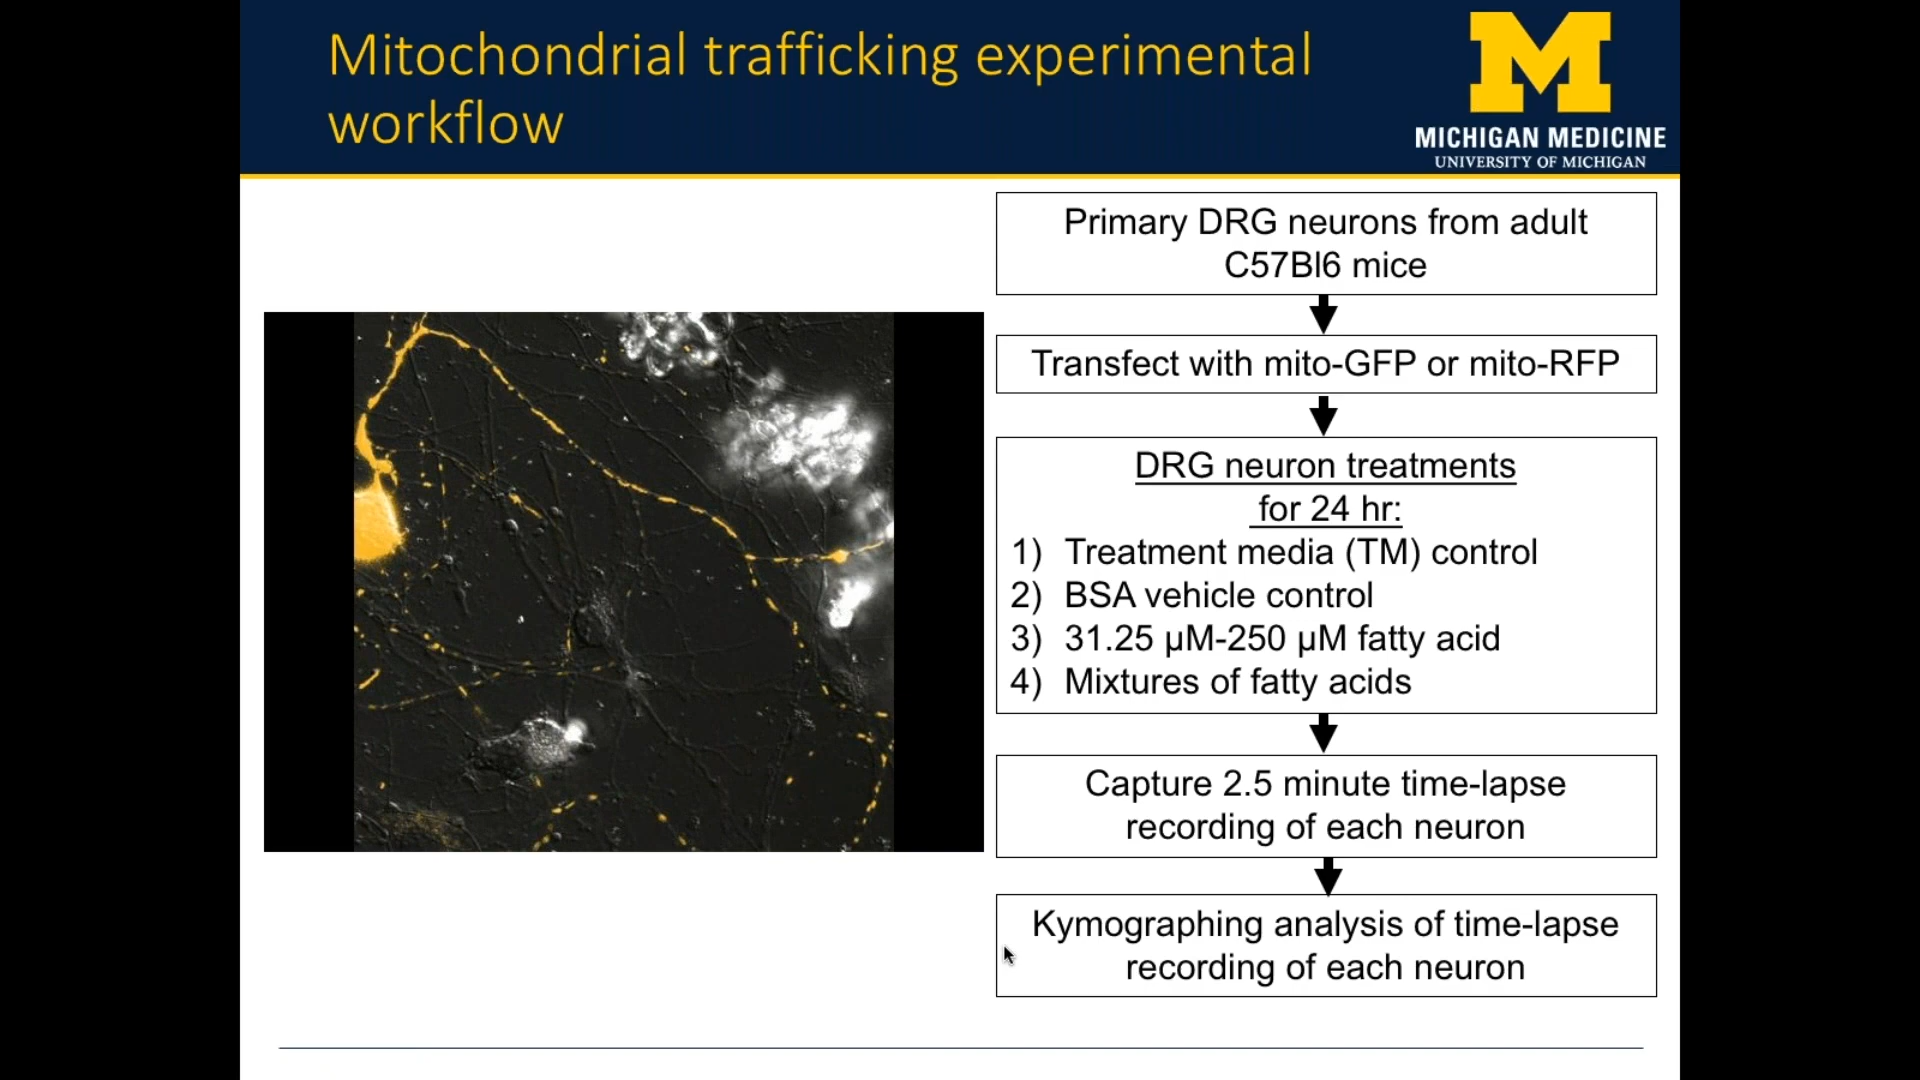 Mitochondrial trafficking experimental
workflow
MICHIGAN MEDICINE
UNIVERSITY OF MICHIGAN
Primary DRG neurons from adult
C57Bl6 mice
Transfect with mito-GFP or mito-RFP
DRG neuron treatments
for 24 hr:
1) Treatment media (TM) control
2) BSA vehicle control
3) 31.25 µM-250 µM fatty acid
4) Mixtures of fatty acids
Capture 2.5 minute time-lapse
recording of each neuron
Kymographing analysis of time-lapse
recording of each neuron